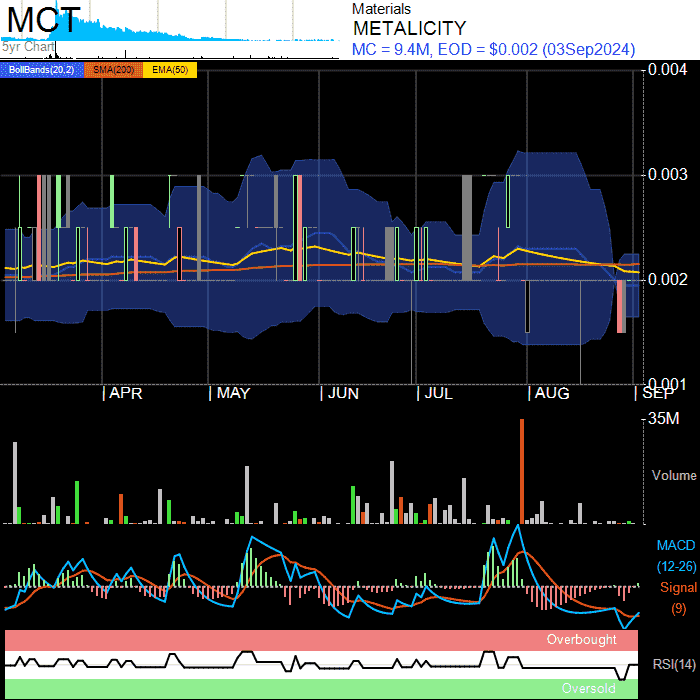 MCT
5yr Chart
Materials
METALICITY
MC = 9.4M, EOD = $0.002 (03Sep2024)
BollBands(20,2) SMA(200) EMA(50)
0.004
0.003
0.002
0.001
APR MAY JUN JUL AUG SEP
35M
Volume
MACD
(12-26)
Signal
(9)
Overbought
RSI(14)
Oversold